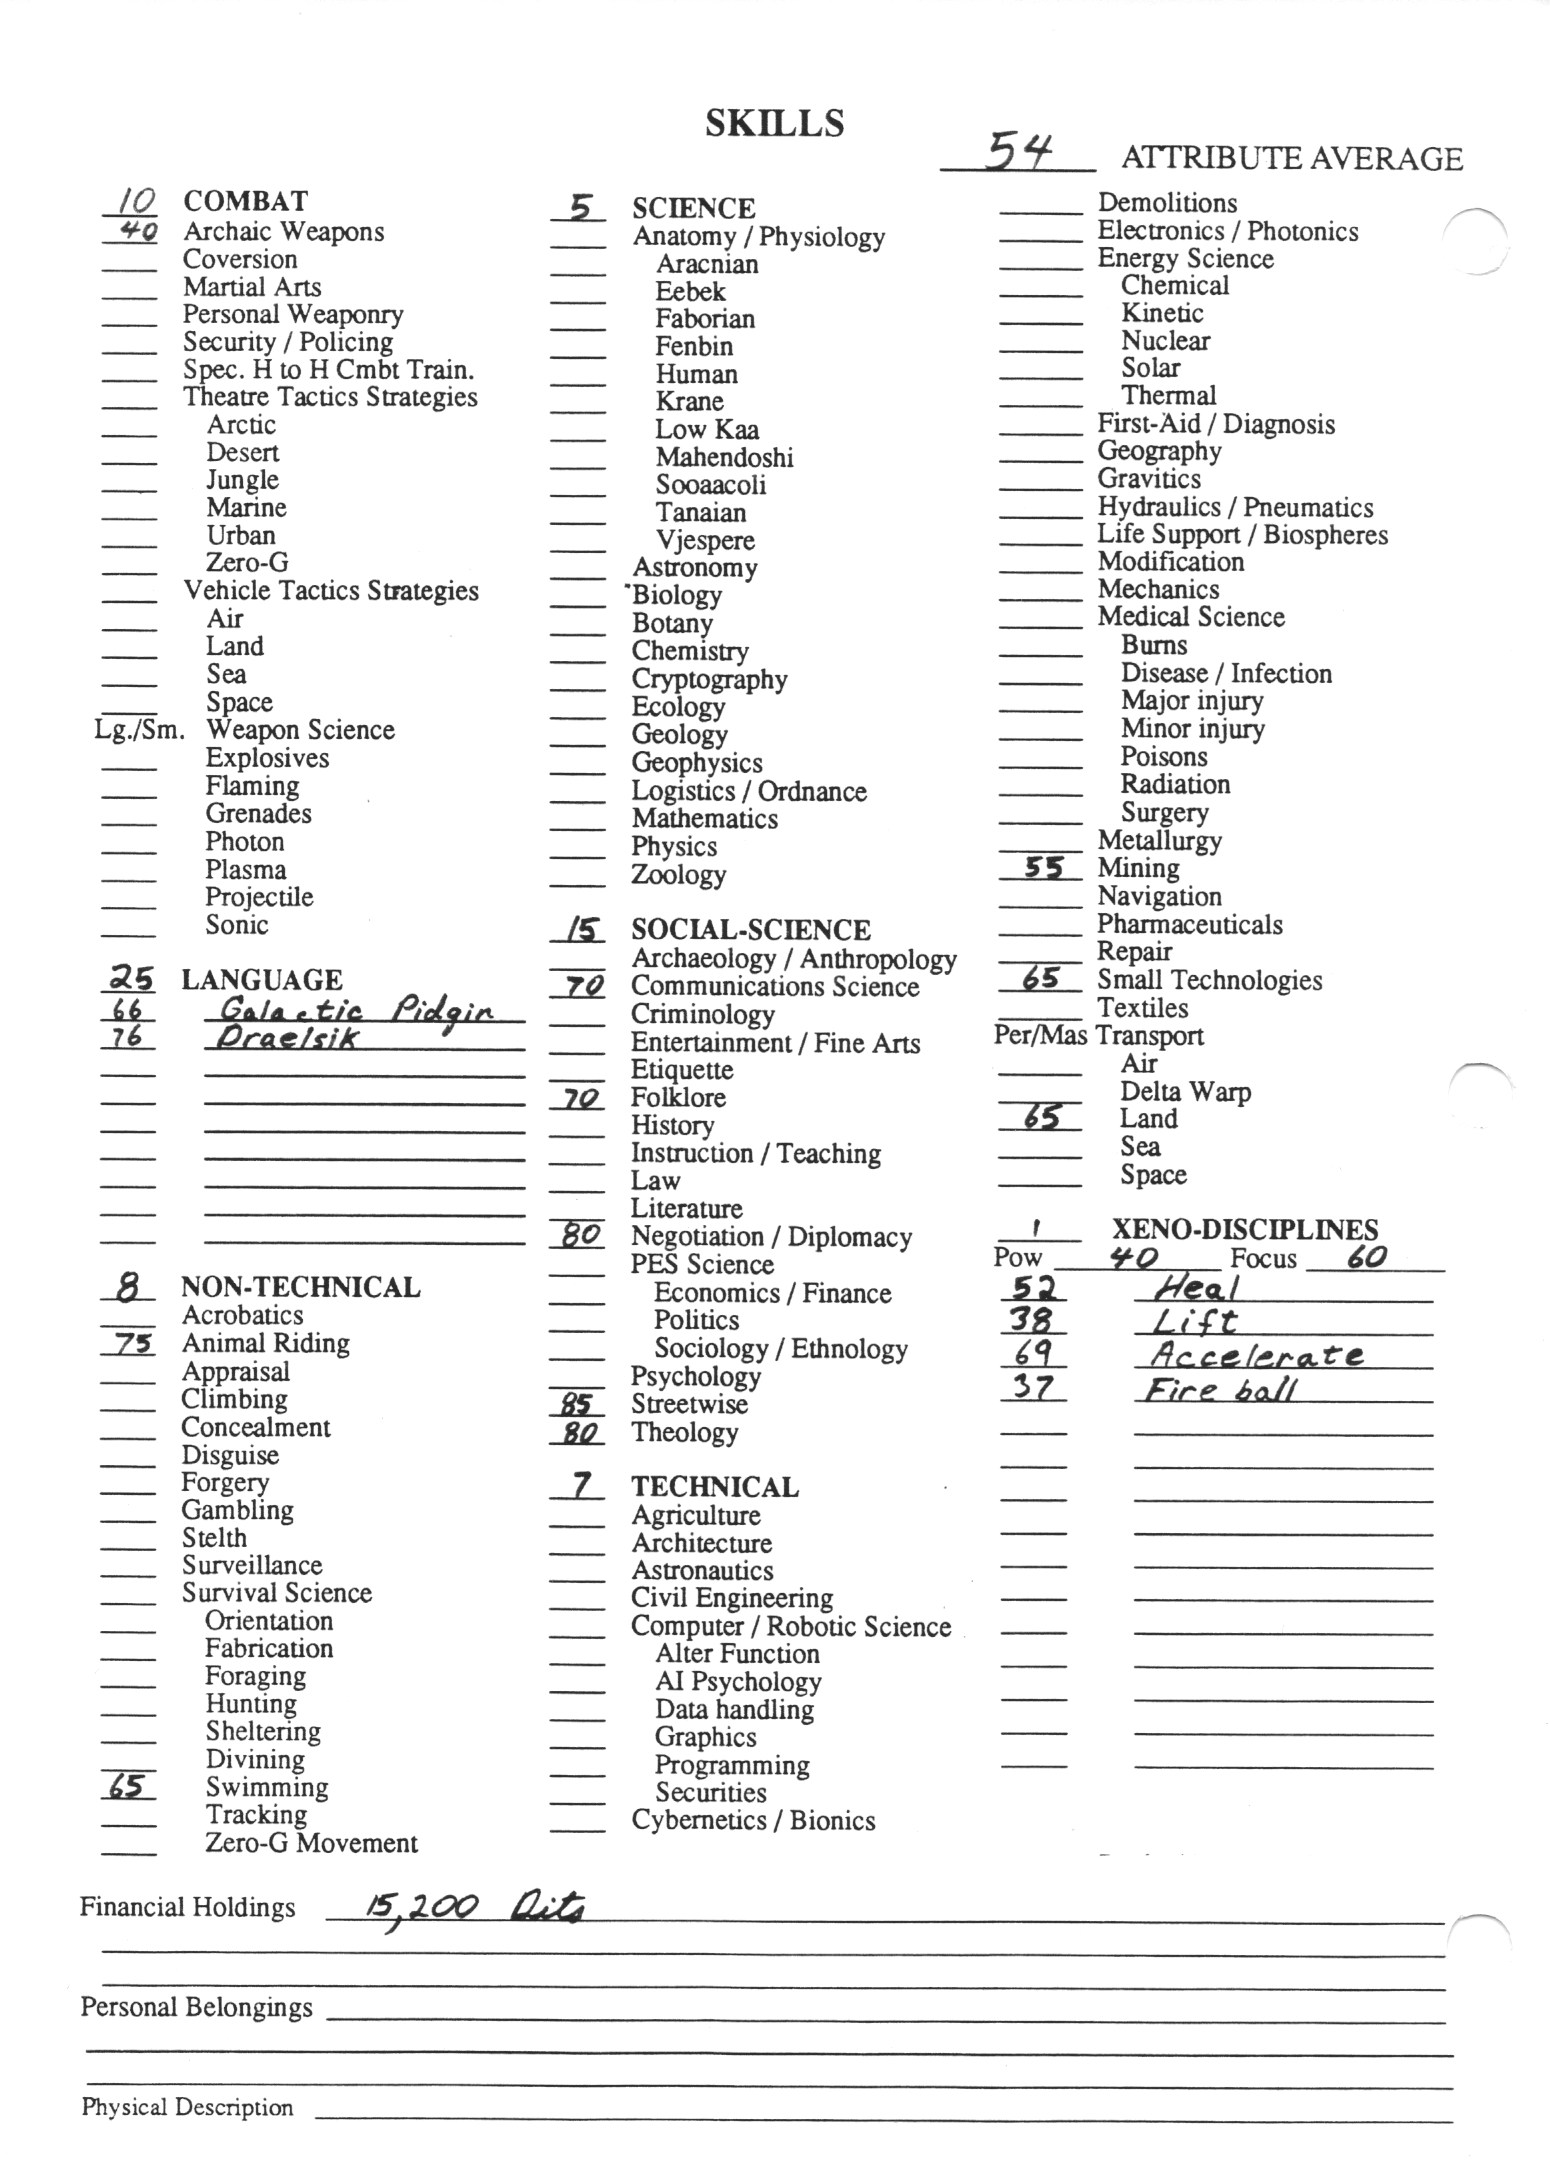 SKILLS
54 ATTRIBUTE AVERAGE
10 COMBAT
40 Archaic Weapons
Coversion
Martial Arts
Personal Weaponry
Security / Policing
Spec. H to H Cmbt Train.
Theatre Tactics Strategies
Arctic
Desert
Jungle
Marine
Urban
Zero-G
Vehicle Tactics Strategies
Air
Land
Sea
Space
Lg./Sm. Weapon Science
Explosives
Flaming
Grenades
Photon
Plasma
Projectile
Sonic
25 LANGUAGE
66 Galactic Pidgin
76 Draelsik
8 NON-TECHNICAL
Acrobatics
75 Animal Riding
Appraisal
Climbing
Concealment
Disguise
Forgery
Gambling
Stelth
Surveillance
Survival Science
Orientation
Fabrication
Foraging
Hunting
Sheltering
Divining
65 Swimming
Tracking
Zero-G Movement
5 SCIENCE
Anatomy / Physiology
Aracnian
Eebek
Faborian
Fenbin
Human
Krane
Low Kaa
Mahendoshi
Sooaacoli
Tanaian
Vjespere
Astronomy
Biology
Botany
Chemistry
Cryptography
Ecology
Geology
Geophysics
Logistics / Ordnance
Mathematics
Physics
Zoology
15 SOCIAL-SCIENCE
Archaeology / Anthropology
70 Communications Science
Criminology
Entertainment / Fine Arts
Etiquette
70 Folklore
History
Instruction / Teaching
Law
Literature
80 Negotiation / Diplomacy
PES Science
Economics / Finance
Politics
Sociology / Ethnology
Psychology
85 Streetwise
80 Theology
7 TECHNICAL
Agriculture
Architecture
Astronautics
Civil Engineering
Computer / Robotic Science
Alter Function
AI Psychology
Data handling
Graphics
Programming
Securities
Cybernetics / Bionics
Demolitions
Electronics / Photonics
Energy Science
Chemical
Kinetic
Nuclear
Solar
Thermal
First-Aid / Diagnosis
Geography
Gravitics
Hydraulics / Pneumatics
Life Support / Biospheres
Modification
Mechanics
Medical Science
Burns
Disease / Infection
Major injury
Minor injury
Poisons
Radiation
Surgery
Metallurgy
55 Mining
Navigation
Pharmaceuticals
Repair
65 Small Technologies
Textiles
Per/Mas Transport
Air
Delta Warp
65 Land
Sea
Space
1 XENO-DISCIPLINES
Pow 40 Focus 60
52 Heal
38 Lift
69 Accelerate
37 Fire ball
Financial Holdings 15,200 Dits
Personal Belongings
Physical Description